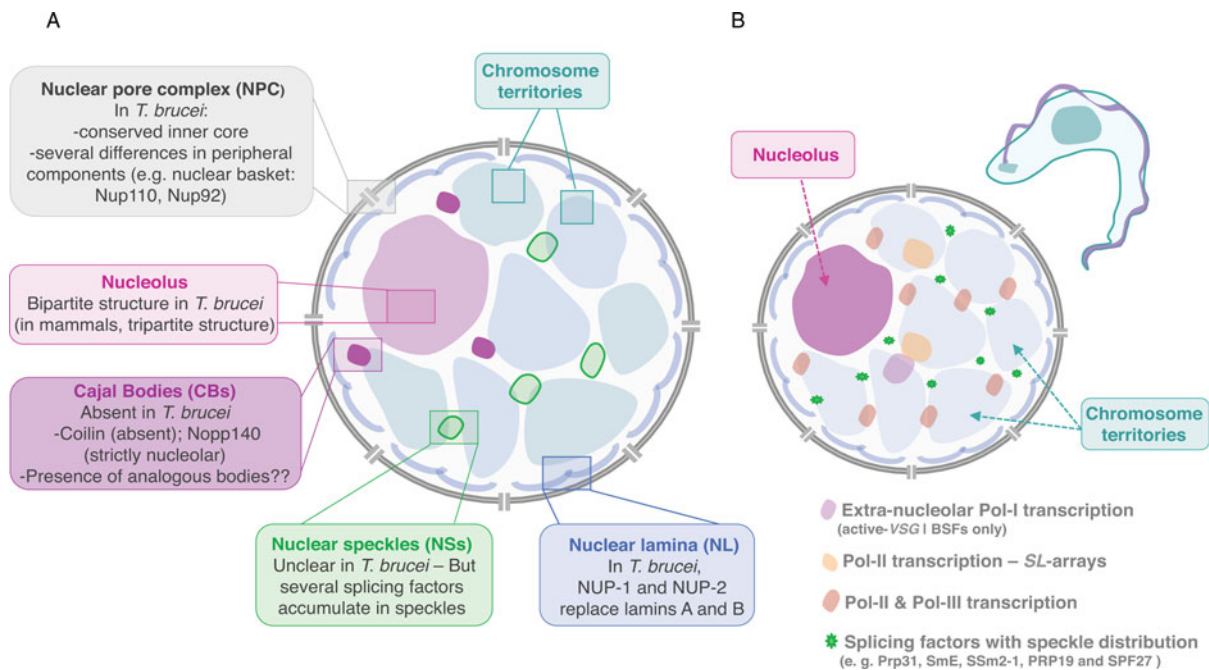 A
Nuclear pore complex (NPC)
In T. brucei:
-conserved inner core
-several differences in peripheral
components (e.g. nuclear basket:
Nup110, Nup92)
Chromosome
territories
Nucleolus
Bipartite structure in T. brucei
(in mammals, tripartite structure)
Cajal Bodies (CBs)
Absent in T. brucei
-Coilin (absent); Nopp140
(strictly nucleolar)
-Presence of analogous bodies??
Nuclear speckles (NSs)
Unclear in T. brucei – But
several splicing factors
accumulate in speckles
Nuclear lamina (NL)
In T. brucei,
NUP-1 and NUP-2
replace lamins A and B
B
Nucleolus
Chromosome
territories
Extra-nucleolar Pol-I transcription
(active-VSG I BSFs only)
Pol-II transcription – SL-arrays
Pol-II & Pol-III transcription
Splicing factors with speckle distribution
(e. g. Prp31, SmE, SSm2-1, PRP19 and SPF27 )